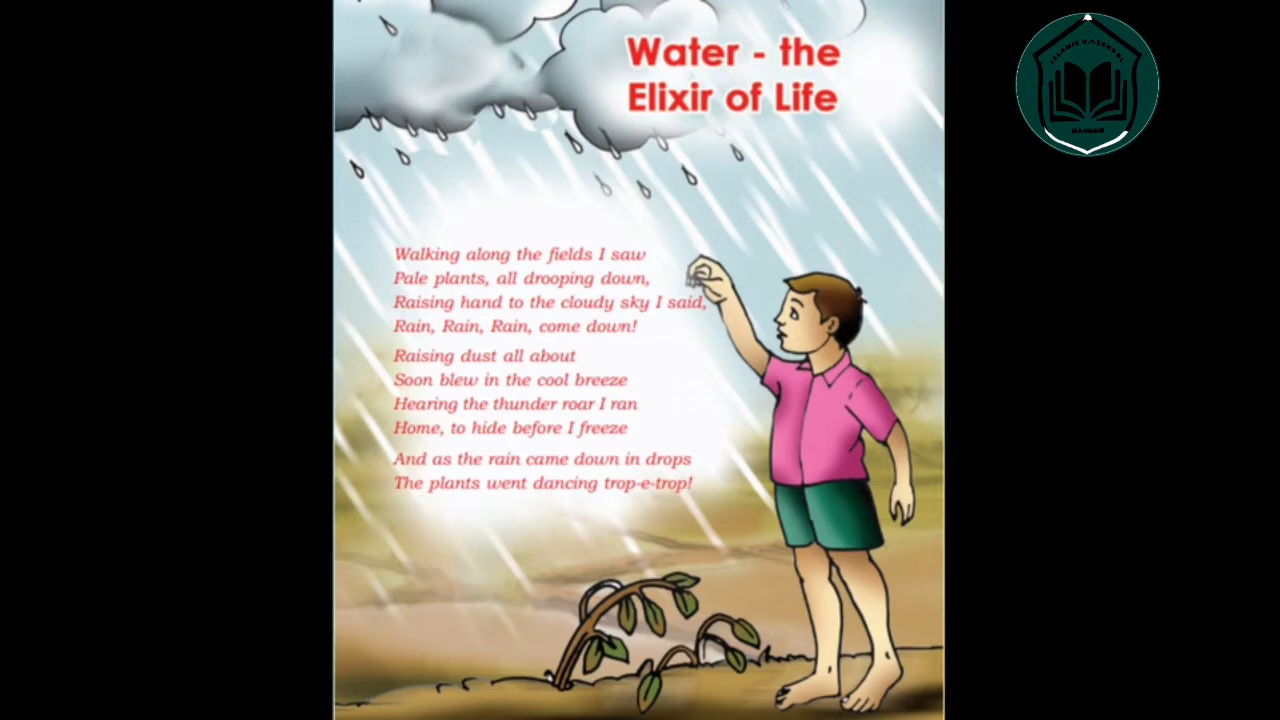 Water - the
Elixir of Life
ISLAMIC U.P. SCHOOL
MANNAM
Walking along the fields I saw
Pale plants, all drooping down,
Raising hand to the cloudy sky I said,
Rain, Rain, Rain, come down!
Raising dust all about
Soon blew in the cool breeze
Hearing the thunder roar I ran
Home, to hide before I freeze
And as the rain came down in drops
The plants went dancing trop-e-trop!